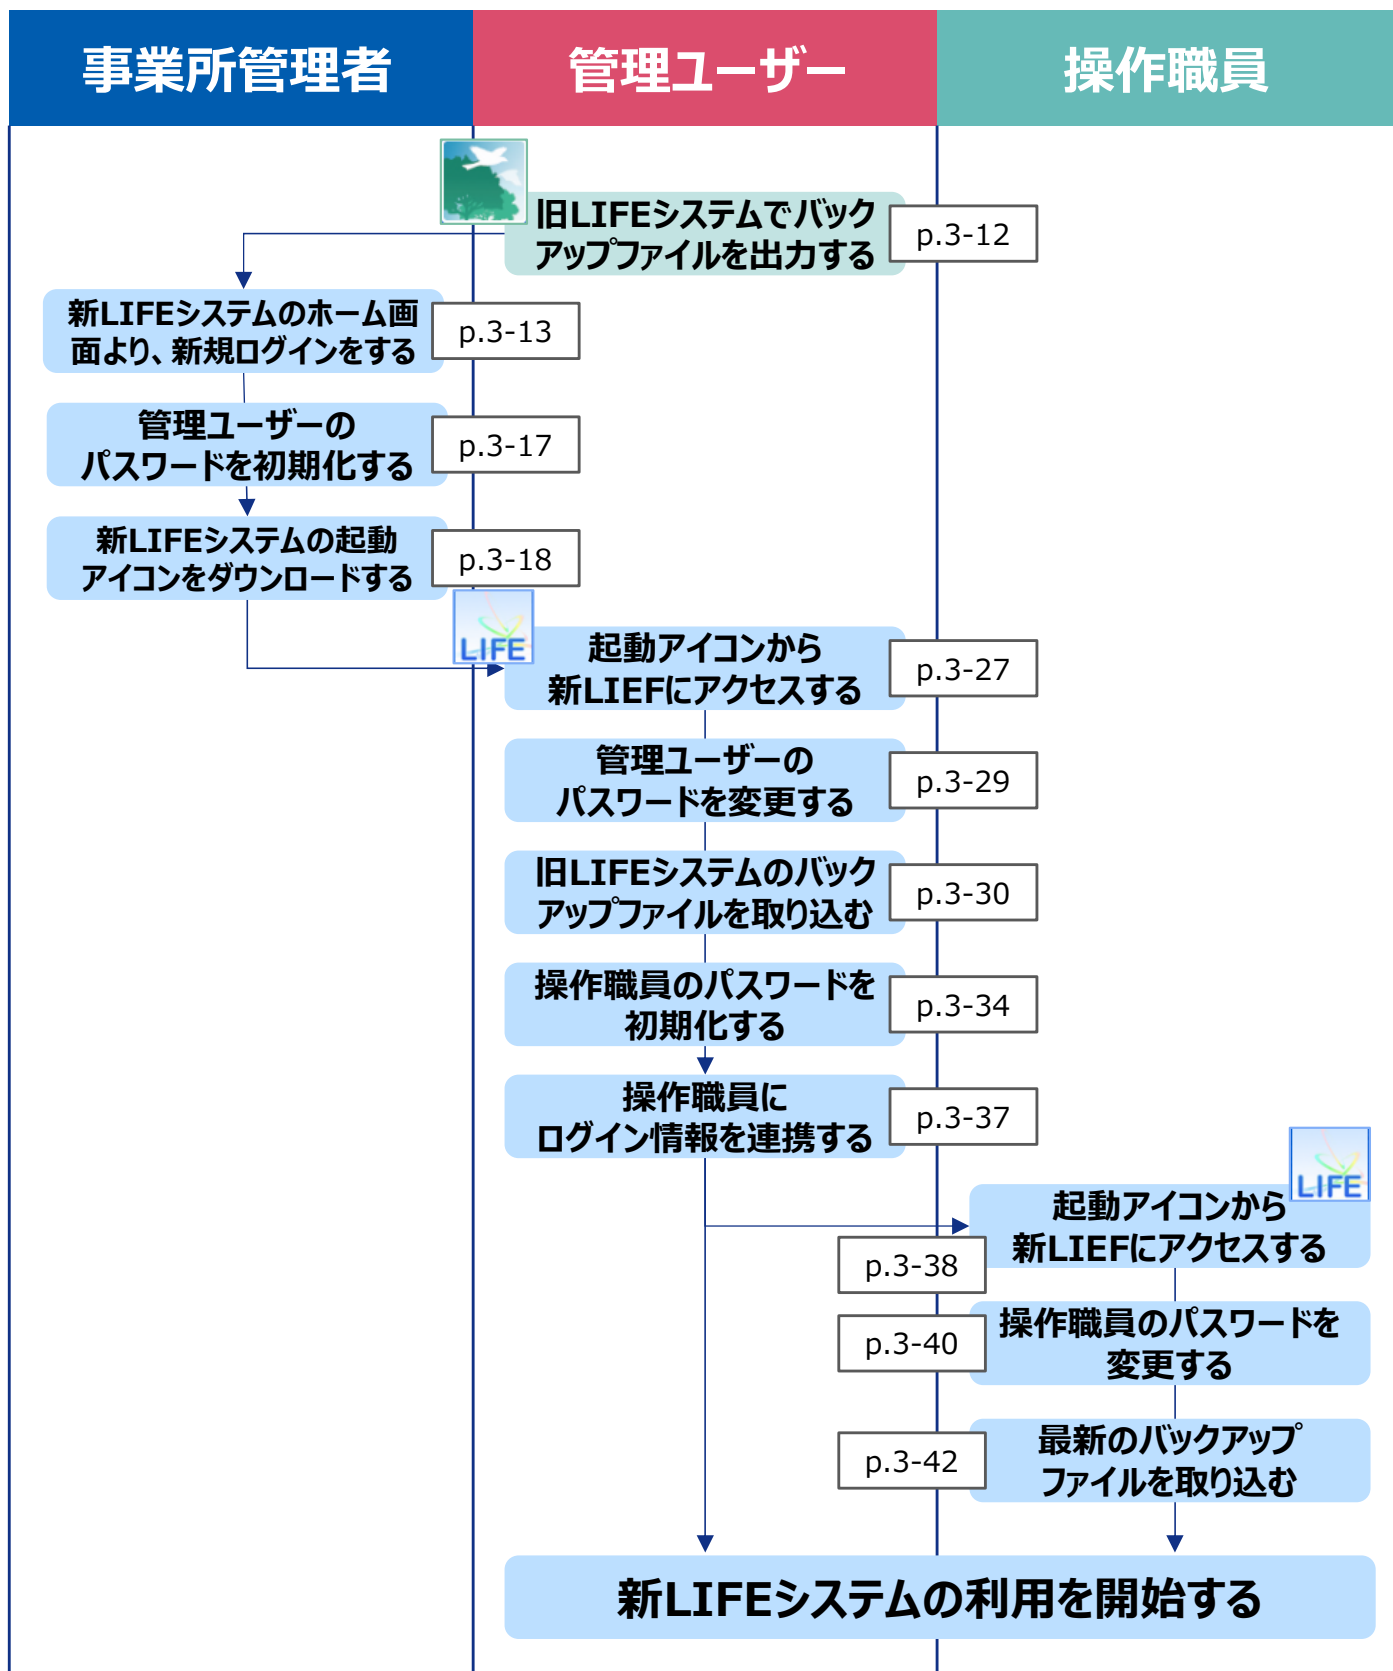 事業所管理者
管理ユーザー
操作職員
旧LIFEシステムでバック
アップファイルを出力する
p.3-12
新LIFEシステムのホーム画
面より、新規ログインをする
p.3-13
管理ユーザーの
パスワードを初期化する
p.3-17
新LIFEシステムの起動
アイコンをダウンロードする
p.3-18
LIFE
起動アイコンから
新LIEFにアクセスする
p.3-27
管理ユーザーの
パスワードを変更する
p.3-29
旧LIFEシステムのバック
アップファイルを取り込む
p.3-30
操作職員のパスワードを
初期化する
p.3-34
操作職員に
ログイン情報を連携する
p.3-37
LIFE
起動アイコンから
新LIEFにアクセスする
p.3-38
操作職員のパスワードを
変更する
p.3-40
最新のバックアップ
ファイルを取り込む
p.3-42
新LIFEシステムの利用を開始する